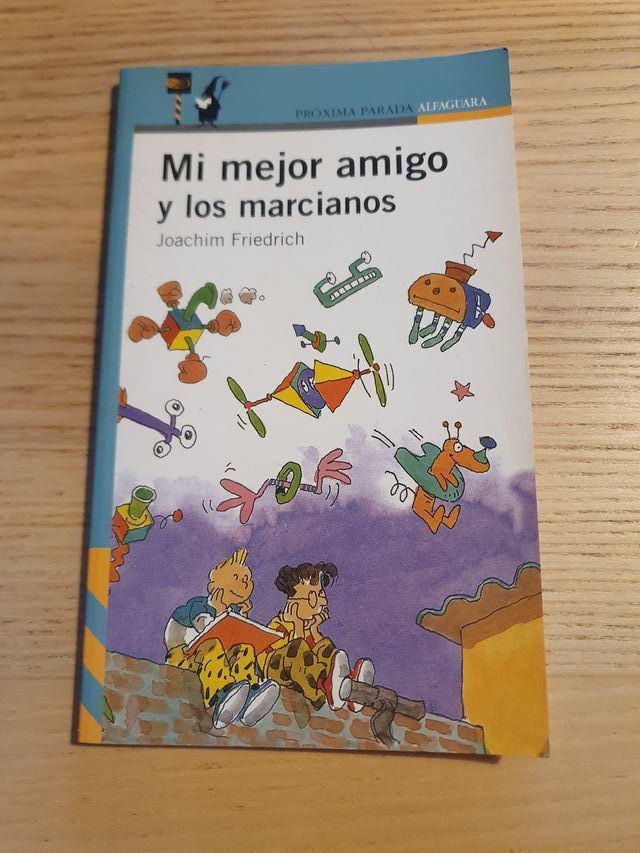 PRÓXIMA PARADA ALFAGUARA
Mi mejor amigo
y los marcianos
Joachim Friedrich